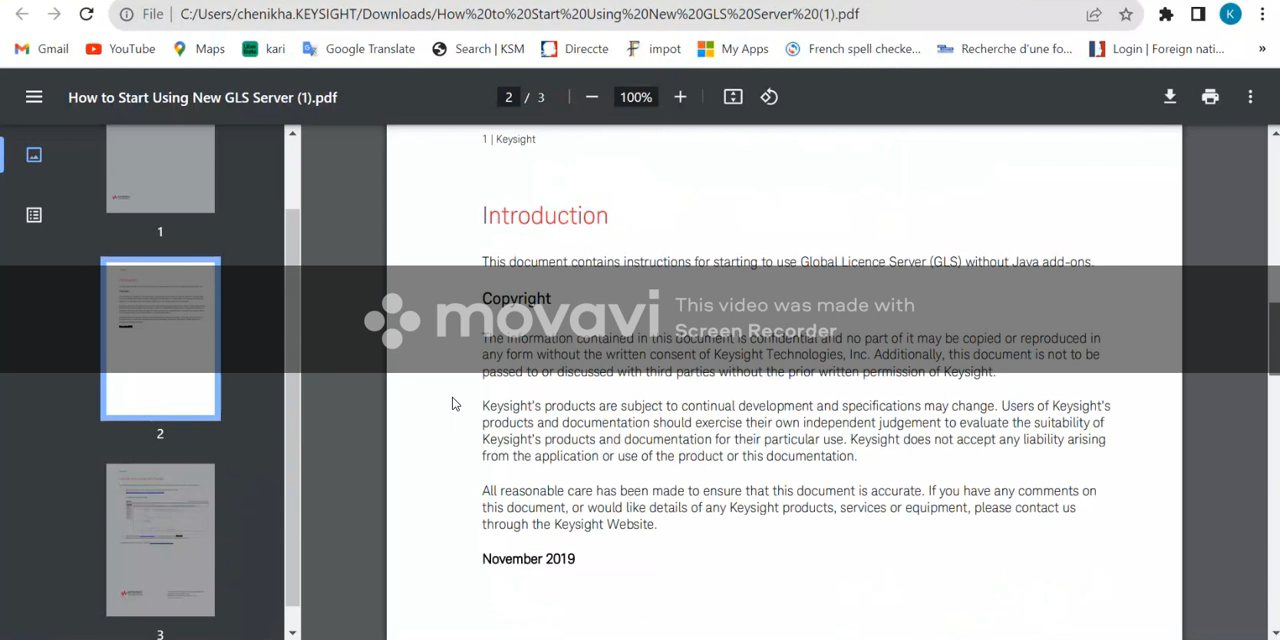 File
C:/Users/chenikha.KEYSIGHT/Downloads/How%20to%20Start%20Using%20New%20GLS%20Server%20(1).pdf
K
Gmail YouTube Maps kari Google Translate Search | KSM Direccte impot My Apps French spell checke... Recherche d'une fo... Login | Foreign nati... »
How to Start Using New GLS Server (1).pdf 2 / 3 100%
1
2
3
1 | Keysight
Introduction
This document contains instructions for starting to use Global Licence Server (GLS) without Java add-ons.
Copyright
The information contained in this document is confidential and no part of it may be copied or reproduced in
any form without the written consent of Keysight Technologies, Inc. Additionally, this document is not to be
passed to or discussed with third parties without the prior written permission of Keysight.
Keysight's products are subject to continual development and specifications may change. Users of Keysight's
products and documentation should exercise their own independent judgement to evaluate the suitability of
Keysight's products and documentation for their particular use. Keysight does not accept any liability arising
from the application or use of the product or this documentation.
All reasonable care has been made to ensure that this document is accurate. If you have any comments on
this document, or would like details of any Keysight products, services or equipment, please contact us
through the Keysight Website.
November 2019
movavi
This video was made with
Screen Recorder